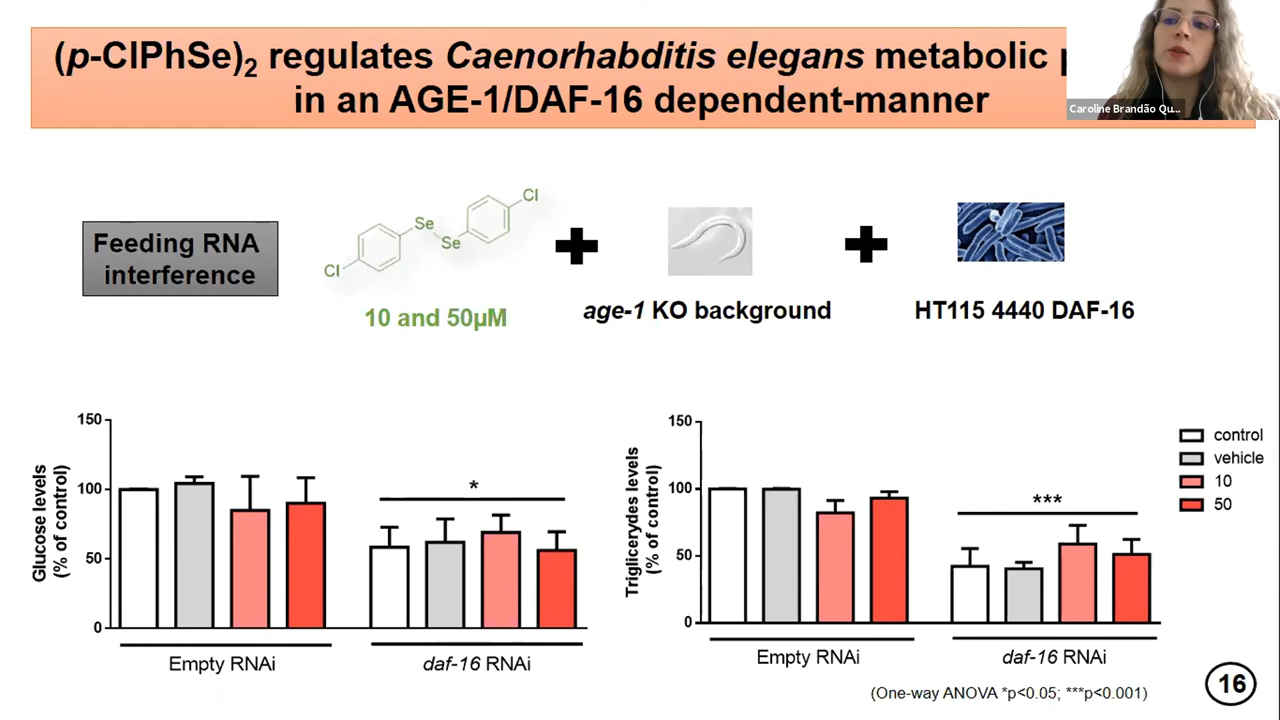 (p-ClPhSe)2 regulates Caenorhabditis elegans metabolic
in an AGE-1/DAF-16 dependent-manner
Caroline Brandão Qu...
Feeding RNA
interference
Cl
Se
Se
Cl
10 and 50µM
age-1 KO background
HT115 4440 DAF-16
150
100
50
0
Glucose levels
(% of control)
*
Empty RNAi
daf-16 RNAi
150
100
50
0
Triglicerydes levels
(% of control)
***
Empty RNAi
daf-16 RNAi
control
vehicle
10
50
(One-way ANOVA *p<0.05; ***p<0.001)
16